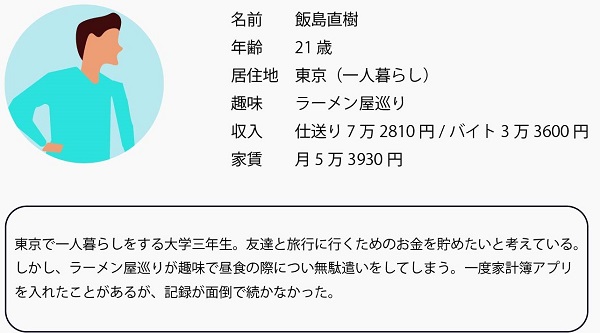 名前 飯島直樹
年齢 21 歳
居住地 東京（一人暮らし）
趣味 ラーメン屋巡り
収入 仕送り 7 万 2810 円 / バイト 3 万 3600 円
家賃 月 5 万 3930 円
東京で一人暮らしをする大学三年生。友達と旅行に行くためのお金を貯めたいと考えている。
しかし、ラーメン屋巡りが趣味で昼食の際につい無駄遣いをしてしまう。一度家計簿アプリ
を入れたことがあるが、記録が面倒で続かなかった。